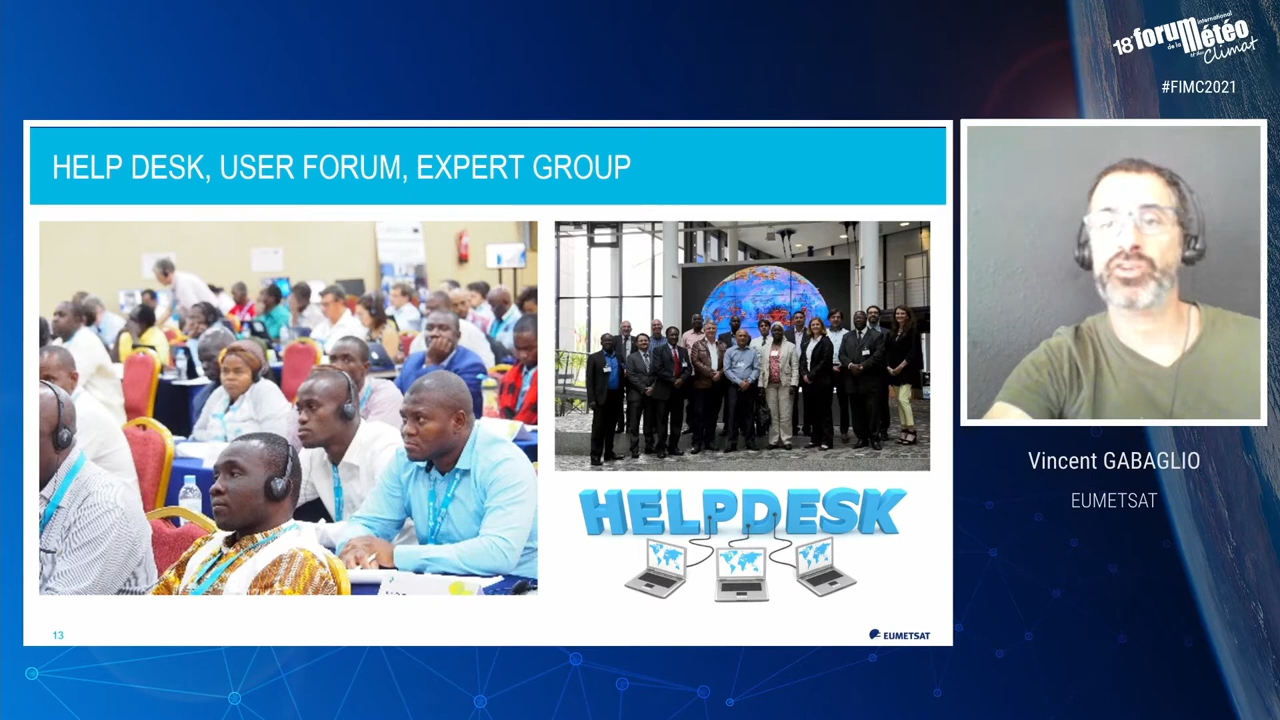 18e forum international
de la météo
et du Climat
#FIMC2021
HELP DESK, USER FORUM, EXPERT GROUP
HELPDESK
13
EUMETSAT
Vincent GABAGLIO
EUMETSAT